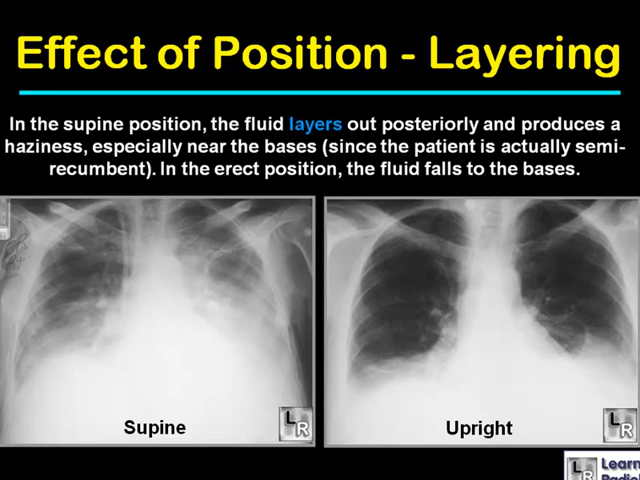 Effect of Position - Layering
In the supine position, the fluid layers out posteriorly and produces a
haziness, especially near the bases (since the patient is actually semi-
recumbent). In the erect position, the fluid falls to the bases.
Supine
L
R
Upright
L
R
L
R
Learn